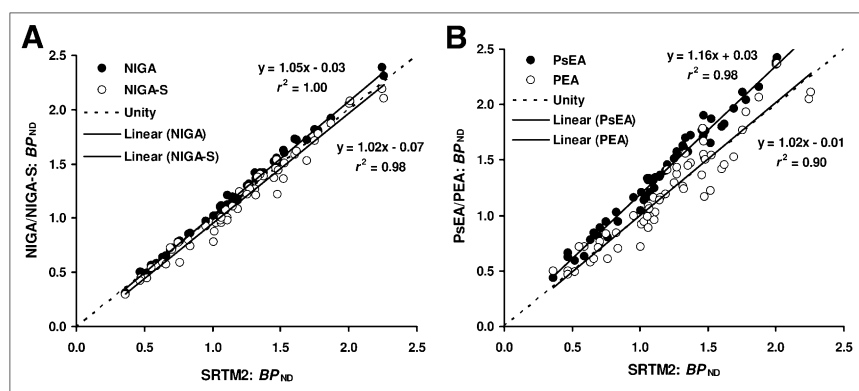 A
2.5
2.0
1.5
1.0
0.5
0.0
NIGA/NIGA-S: BPND
NIGA
NIGA-S
Unity
Linear (NIGA)
Linear (NIGA-S)
y = 1.05x - 0.03
r² = 1.00
y = 1.02x - 0.07
r² = 0.98
0.0 0.5 1.0 1.5 2.0 2.5
SRTM2: BPND
B
2.5
2.0
1.5
1.0
0.5
0.0
PsEA/PEA: BPND
PsEA
PEA
Unity
Linear (PsEA)
Linear (PEA)
y = 1.16x + 0.03
r² = 0.98
y = 1.02x - 0.01
r² = 0.90
0.0 0.5 1.0 1.5 2.0 2.5
SRTM2: BPND